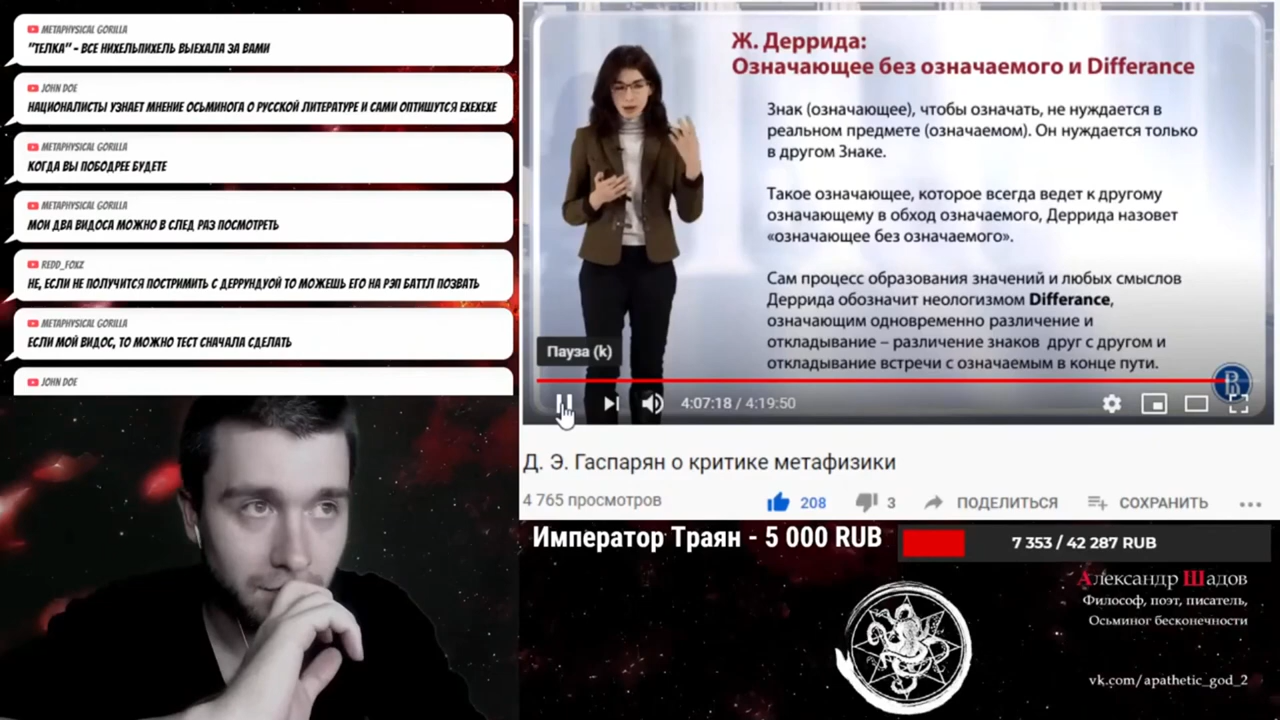 METAPHYSICAL GORILLA
"ТЕЛКА" - ВСЕ НИХЕЛЬПИХЕЛЬ ВЫЕХАЛА ЗА ВАМИ
JOHN DOE
НАЦИОНАЛИСТЫ УЗНАЕТ МНЕНИЕ ОСЬМИНОГА О РУССКОЙ ЛИТЕРАТУРЕ И САМИ ОПТИШУТСЯ ЕХЕХЕХЕ
METAPHYSICAL GORILLA
КОГДА ВЫ ПОБОДРЕЕ БУДЕТЕ
METAPHYSICAL GORILLA
МОИ ДВА ВИДОСА МОЖНО В СЛЕД РАЗ ПОСМОТРЕТЬ
REDD_FOXZ
НЕ, ЕСЛИ НЕ ПОЛУЧИТСЯ ПОСТРИМИТЬ С ДЕРРУНДУОЙ ТО МОЖЕШЬ ЕГО НА РЭП БАТТЛ ПОЗВАТЬ
METAPHYSICAL GORILLA
ЕСЛИ МОЙ ВИДОС, ТО МОЖНО ТЕСТ СНАЧАЛА СДЕЛАТЬ
JOHN DOE
Ж. Деррида:
Означающее без означаемого и Differance
Знак (означающее), чтобы означать, не нуждается в
реальном предмете (означаемом). Он нуждается только
в другом Знаке.
Такое означающее, которое всегда ведет к другому
означающему в обход означаемого, Деррида назовет
«означающее без означаемого».
Сам процесс образования значений и любых смыслов
Деррида обозначит неологизмом Differance,
означающим одновременно различение и
откладывание – различение знаков друг с другом и
откладывание встречи с означаемым в конце пути.
Пауза (k)
4:07:18 / 4:19:50
Д. Э. Гаспарян о критике метафизики
4 765 просмотров
208
3
ПОДЕЛИТЬСЯ
СОХРАНИТЬ
Император Траян - 5 000 RUB
7 353 / 42 287 RUB
Александр Шадов
Философ, поэт, писатель,
Осьминог бесконечности
vk.com/apathetic_god_2